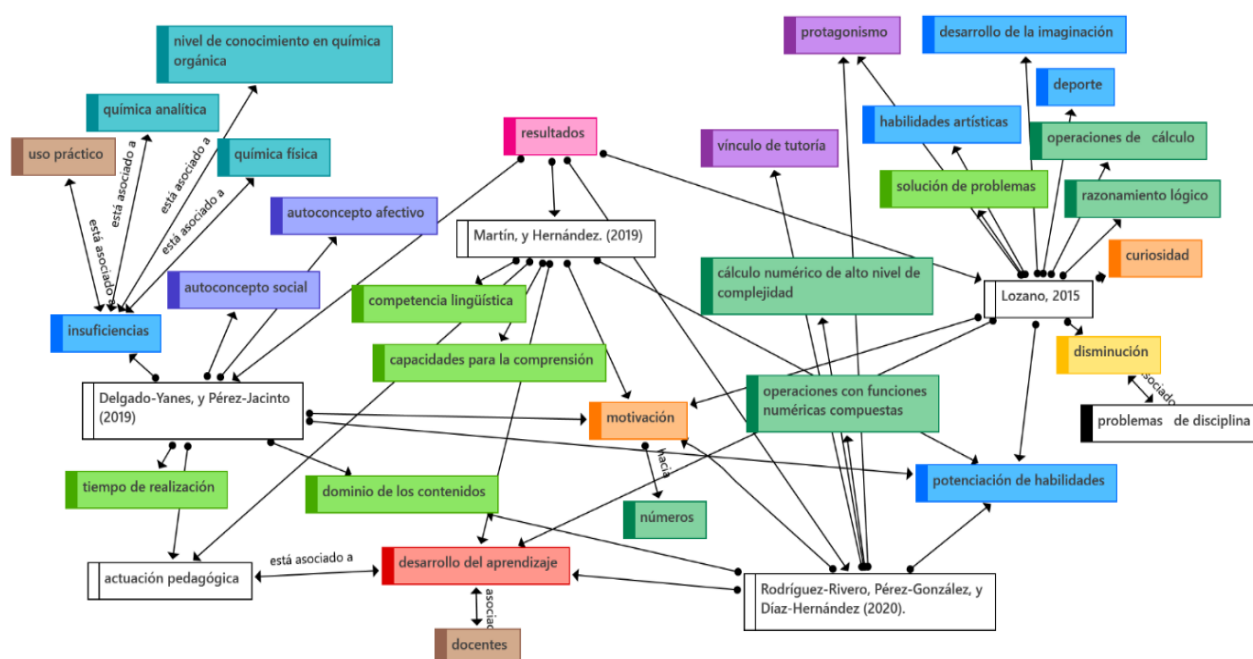 nivel de conocimiento en química
orgánica
química analítica
uso práctico
química física
está asociado a
está asociado a
está asociado a
está asociado a
resultados
protagonismo
desarrollo de la imaginación
deporte
habilidades artísticas
operaciones de cálculo
vínculo de tutoría
solución de problemas
razonamiento lógico
autoconcepto afectivo
Martín, y Hernández. (2019)
curiosidad
cálculo numérico de alto nivel de
complejidad
autoconcepto social
competencia lingüística
Lozano, 2015
insuficiencias
capacidades para la comprensión
disminución
asociado
Delgado-Yanes, y Pérez-Jacinto
(2019)
operaciones con funciones
numéricas compuestas
motivación
problemas de disciplina
hacia
tiempo de realización
dominio de los contenidos
potenciación de habilidades
números
está asociado a
actuación pedagógica
desarrollo del aprendizaje
Rodríguez-Rivero, Pérez-González, y
Díaz-Hernández (2020).
asociad
docentes